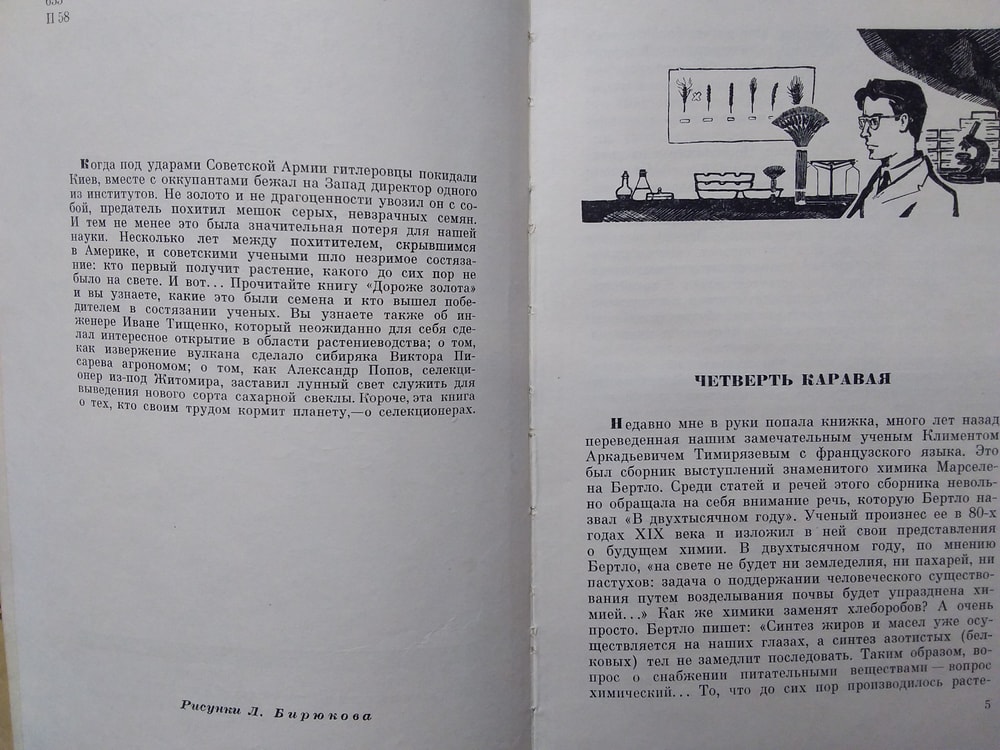 П 58
Когда под ударами Советской Армии гитлеровцы покидали
Киев, вместе с оккупантами бежал на Запад директор одного
из институтов. Не золото и не драгоценности увозил он с со-
бой, предатель похитил мешок серых, невзрачных семян.
И тем не менее это была значительная потеря для нашей
науки. Несколько лет между похитителем, скрывшимся
в Америке, и советскими учеными шло незримое состяза-
ние: кто первый получит растение, какого до сих пор не
было на свете. И вот... Прочитайте книгу «Дороже золота»
и вы узнаете, какие это были семена и кто вышел побе-
дителем в состязании ученых. Вы узнаете также об ин-
женере Иване Тищенко, который неожиданно для себя сде-
лал интересное открытие в области растениеводства; о том,
как извержение вулкана сделало сибиряка Виктора Пи-
сарева агрономом; о том, как Александр Попов, селекци-
онер из-под Житомира, заставил лунный свет служить для
выведения нового сорта сахарной свеклы. Короче, эта книга
о тех, кто своим трудом кормит планету,—о селекционерах.
Рисунки Л. Бирюкова
ЧЕТВЕРТЬ КАРАВАЯ
Недавно мне в руки попала книжка, много лет назад
переведенная нашим замечательным ученым Климентом
Аркадьевичем Тимирязевым с французского языка. Это
был сборник выступлений знаменитого химика Марселе-
на Бертло. Среди статей и речей этого сборника неволь-
но обращала на себя внимание речь, которую Бертло на-
звал «В двухтысячном году». Ученый произнес ее в 80-х
годах XIX века и изложил в ней свои представления
о будущем химии. В двухтысячном году, по мнению
Бертло, «на свете не будет ни земледелия, ни пахарей, ни
пастухов: задача о поддержании человеческого существо-
вания путем возделывания почвы будет упразднена хи-
мией...» Как же химики заменят хлеборобов? А очень
просто. Бертло пишет: «Синтез жиров и масел уже осу-
ществляется на наших глазах, а синтез азотистых (бел-
ковых) тел не замедлит последовать. Таким образом, во-
прос о снабжении питательными веществами — вопрос
химический... То, что до сих пор производилось расте-
5